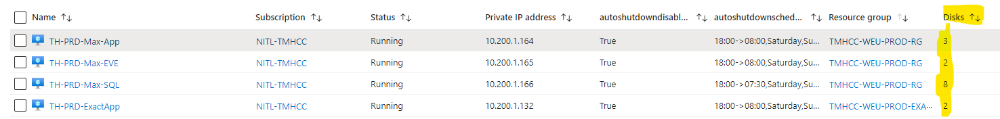 Name Subscription Status Private IP address autoshutdowndisabl... autoshutdownsched... Resource group Disks
TH-PRD-Max-App NITL-TMHCC Running 10.200.1.164 True 18:00->08:00,Saturday,Su... TMHCC-WEU-PROD-RG 3
TH-PRD-Max-EVE NITL-TMHCC Running 10.200.1.165 True 18:00->08:00,Saturday,Su... TMHCC-WEU-PROD-RG 2
TH-PRD-Max-SQL NITL-TMHCC Running 10.200.1.166 True 18:00->07:30,Saturday,Su... TMHCC-WEU-PROD-RG 8
TH-PRD-ExactApp NITL-TMHCC Running 10.200.1.132 True 18:00->08:00,Saturday,Su... TMHCC-WEU-PROD-EXA... 2